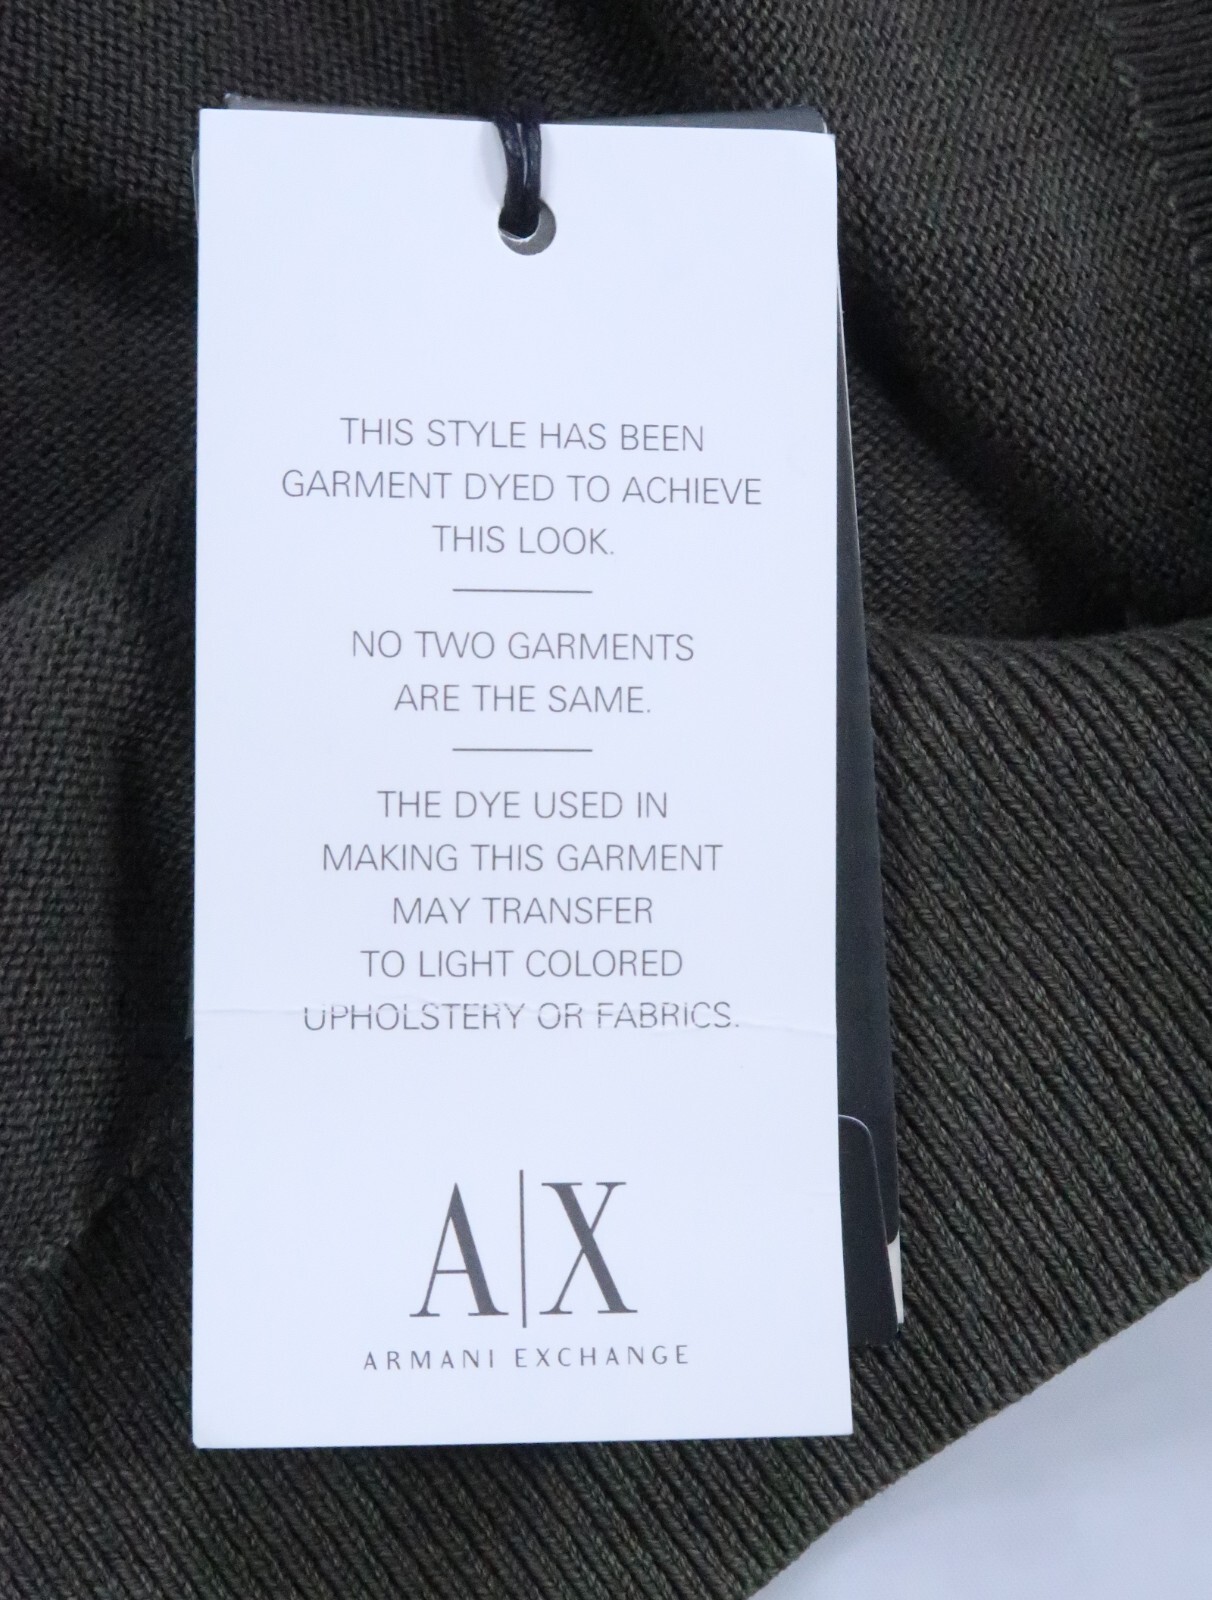 THIS STYLE HAS BEEN
GARMENT DYED TO ACHIEVE
THIS LOOK.
NO TWO GARMENTS
ARE THE SAME.
THE DYE USED IN
MAKING THIS GARMENT
MAY TRANSFER
TO LIGHT COLORED
UPHOLSTERY OR FABRICS.
A|X
ARMANI EXCHANGE